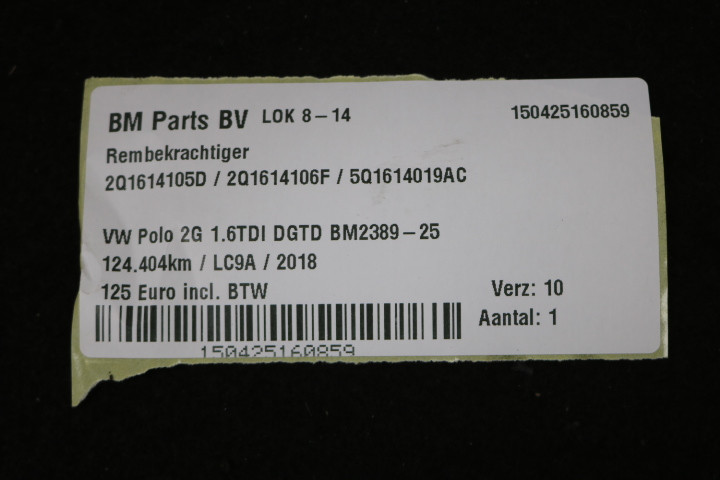 BM Parts BV LOK 8-14 150425160859
Rembekrachtiger
2Q1614105D / 2Q1614106F / 5Q1614019AC
VW Polo 2G 1.6TDI DGTD BM2389-25
124.404km / LC9A / 2018
125 Euro incl. BTW Verz: 10
Aantal: 1
150425160859